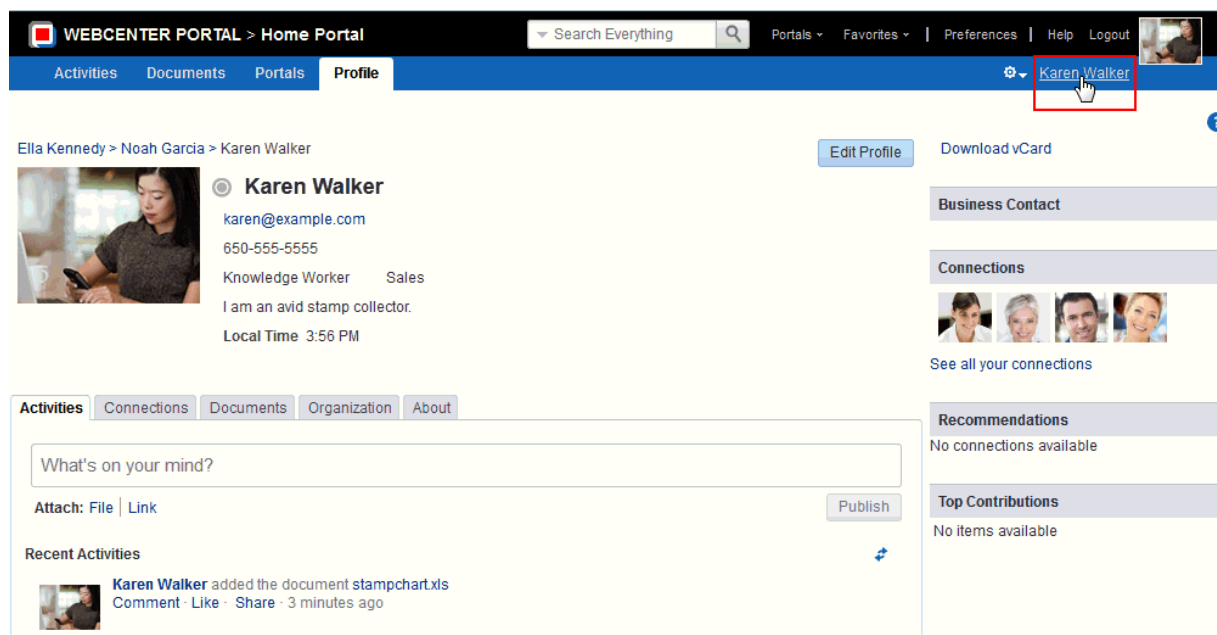 WEBCENTER PORTAL > Home Portal
Search Everything
Portals
Favorites
Preferences
Help
Logout
Activities
Documents
Portals
Profile
Karen Walker
Ella Kennedy > Noah Garcia > Karen Walker
Edit Profile
Download vCard
Karen Walker
karen@example.com
650-555-5555
Knowledge Worker Sales
I am an avid stamp collector.
Local Time 3:56 PM
Business Contact
Connections
See all your connections
Recommendations
No connections available
Top Contributions
No items available
Activities
Connections
Documents
Organization
About
What's on your mind?
Attach: File | Link
Publish
Recent Activities
Karen Walker added the document stampchart.xls
Comment · Like · Share · 3 minutes ago